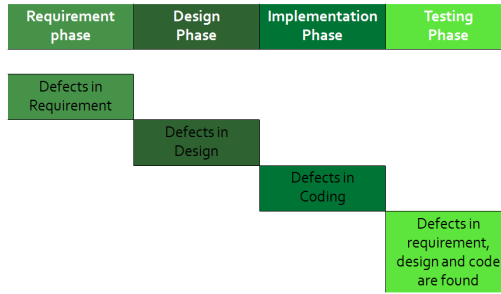 Requirement
phase
Design
Phase
Implementation
Phase
Testing
Phase
Defects in
Requirement
Defects in
Design
Defects in
Coding
Defects in
requirement,
design and code
are found